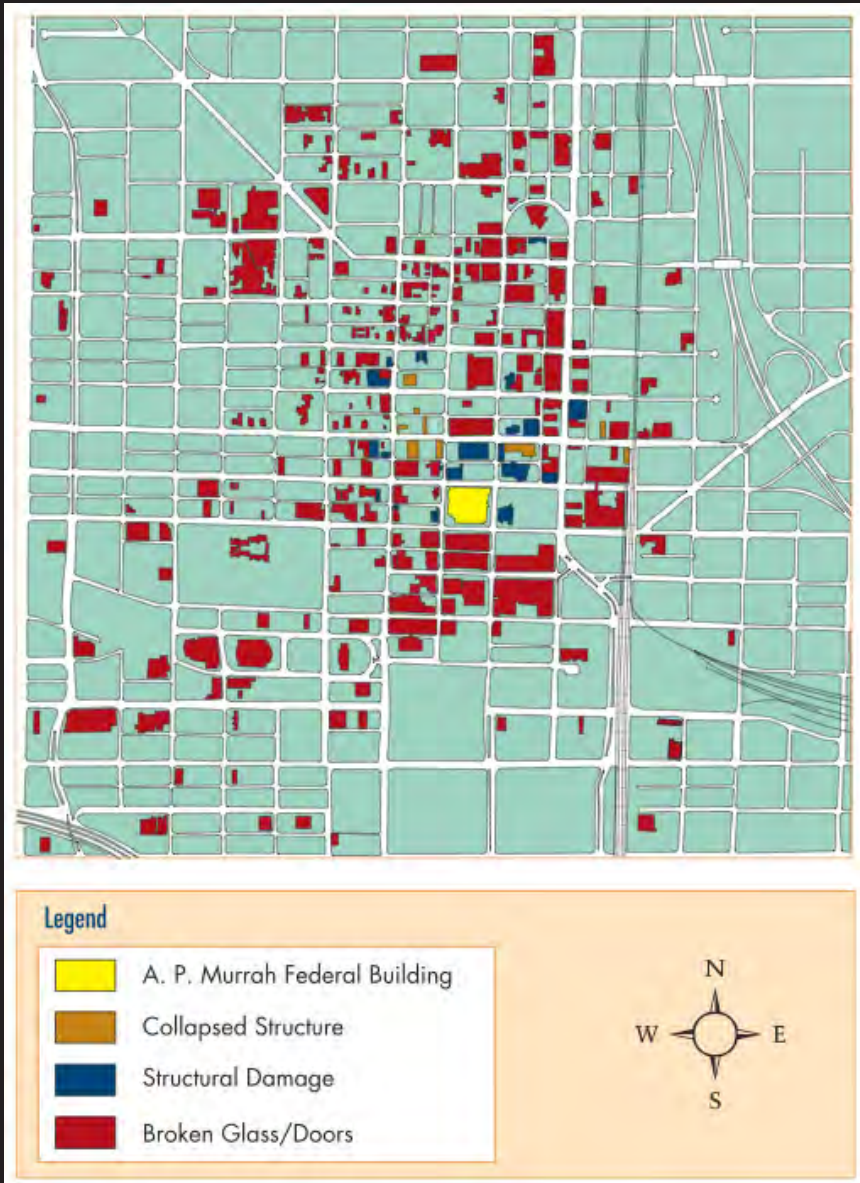 Legend
A. P. Murrah Federal Building
Collapsed Structure
Structural Damage
Broken Glass/Doors
N
W E
S